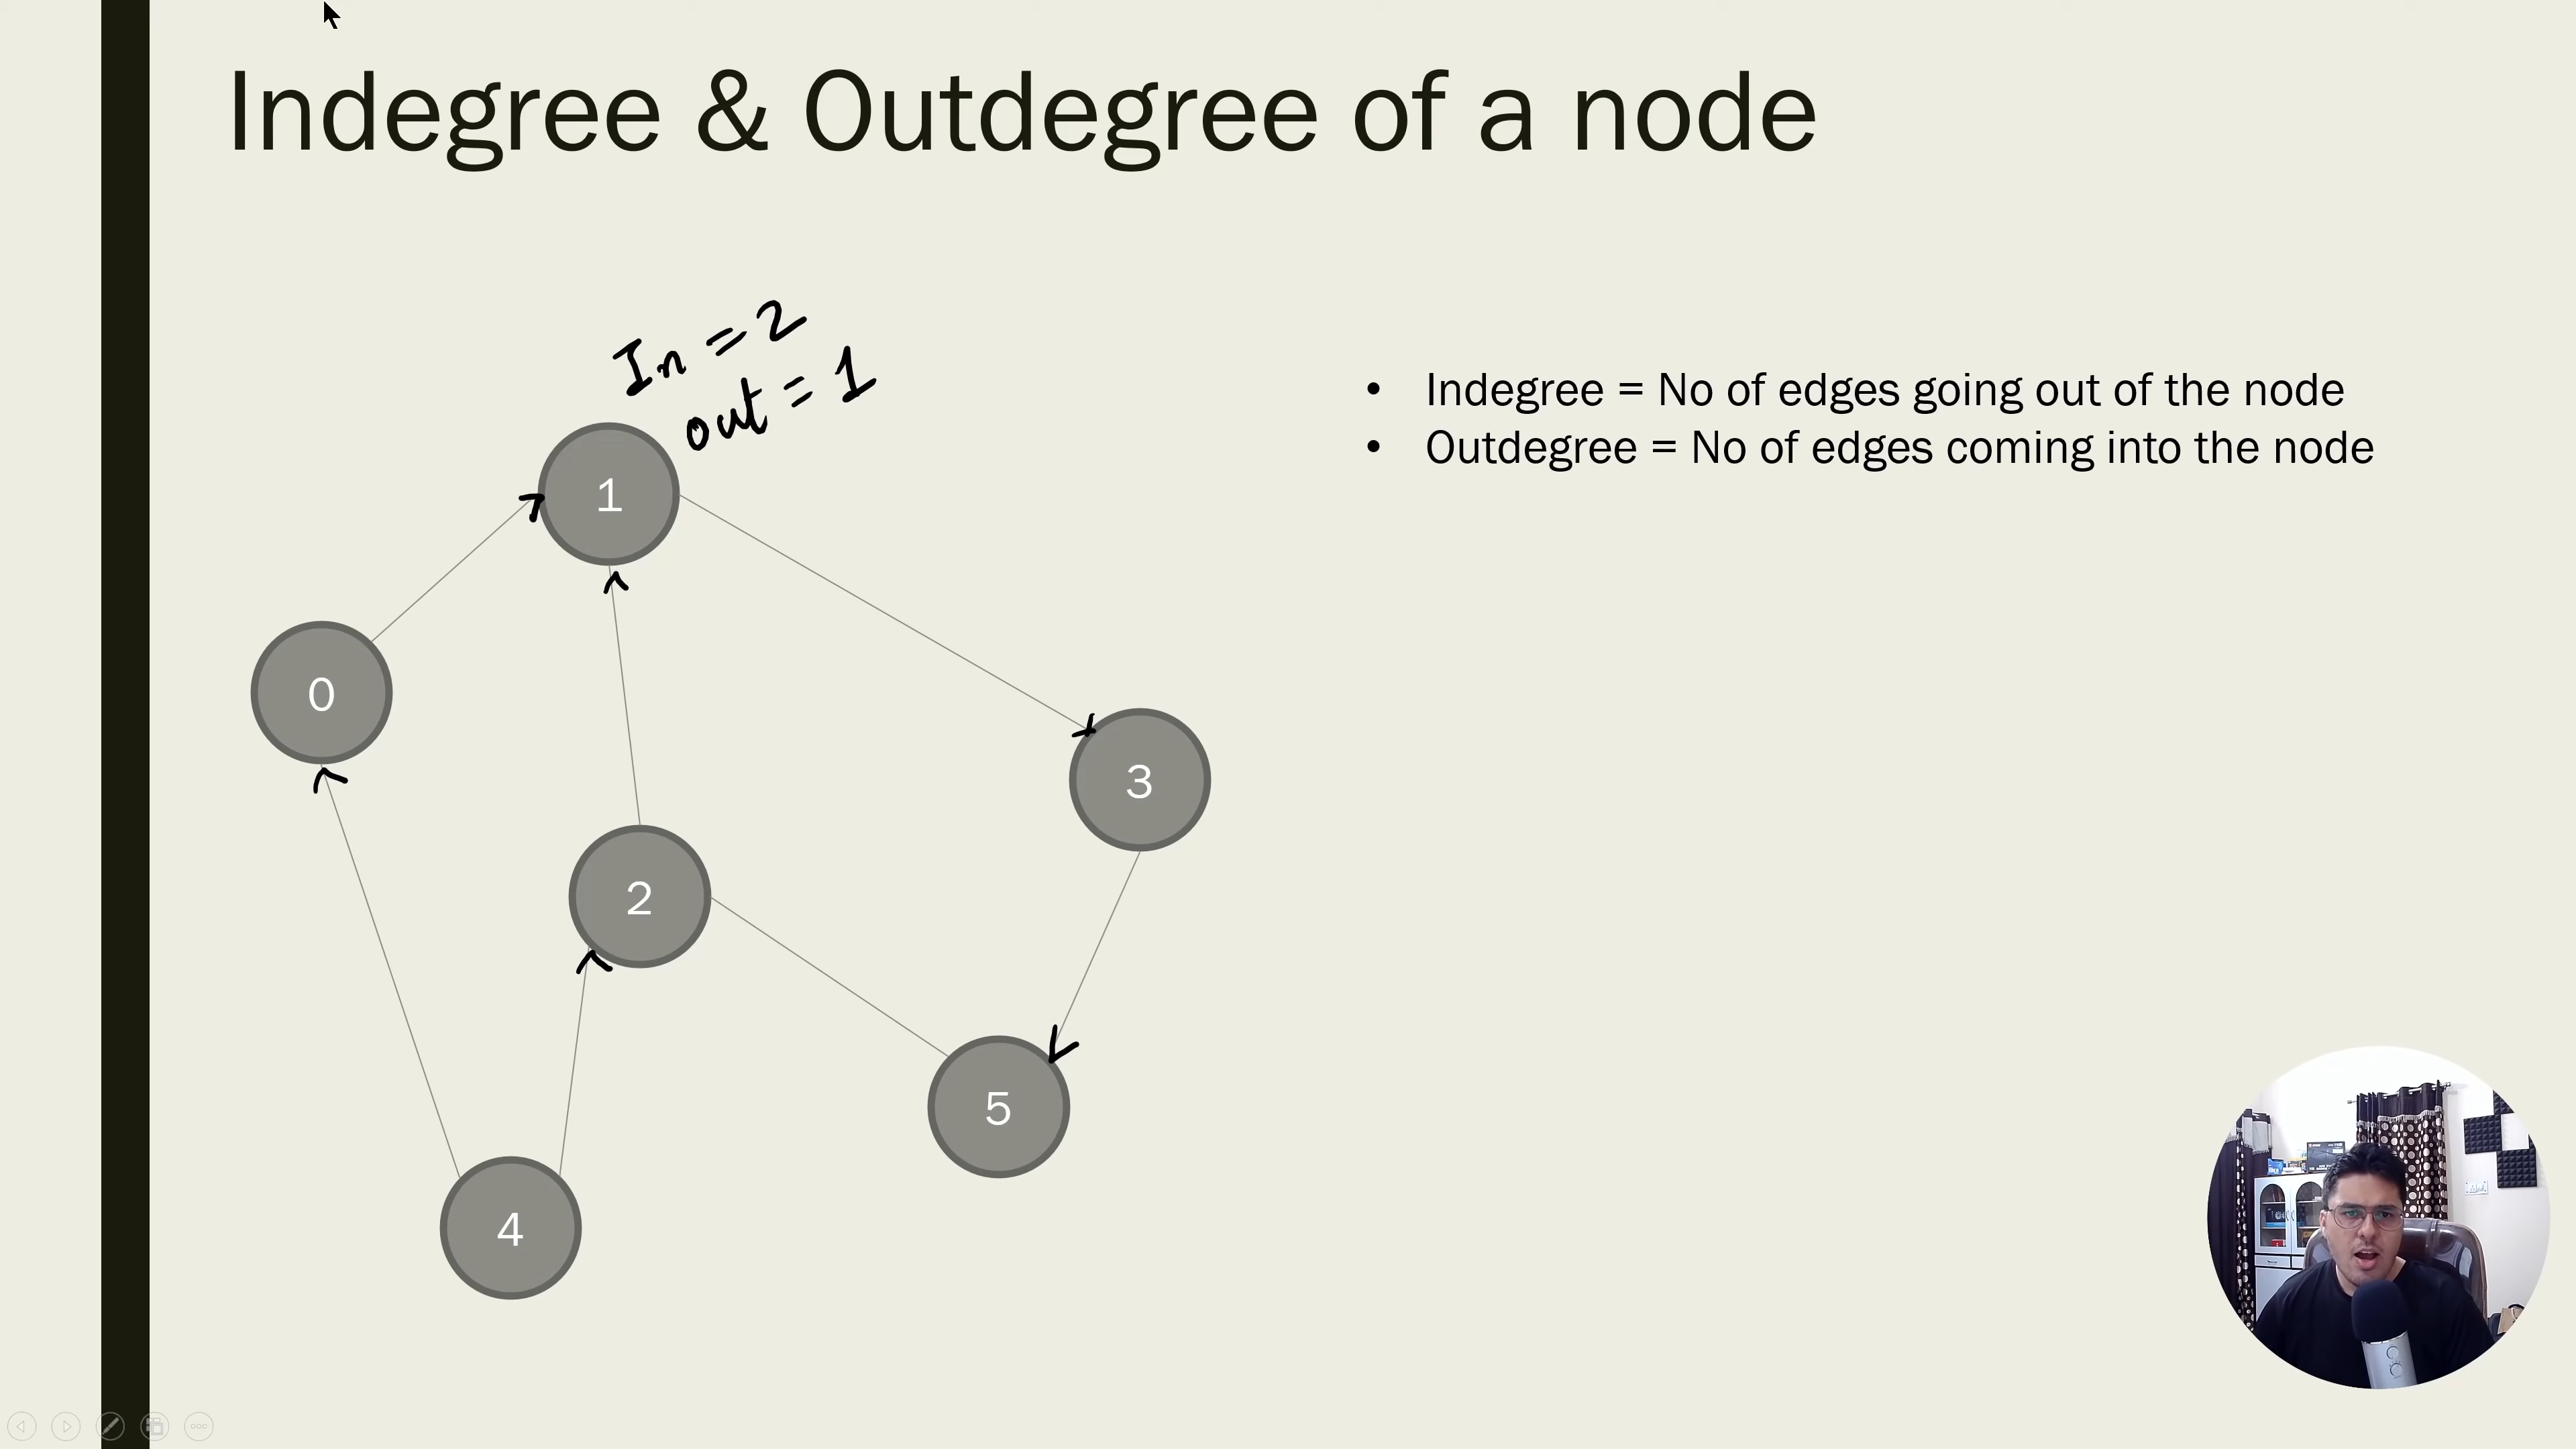 Indegree & Outdegree of a node
In = 2
out = 1
• Indegree = No of edges going out of the node
• Outdegree = No of edges coming into the node
1
0
3
2
5
4